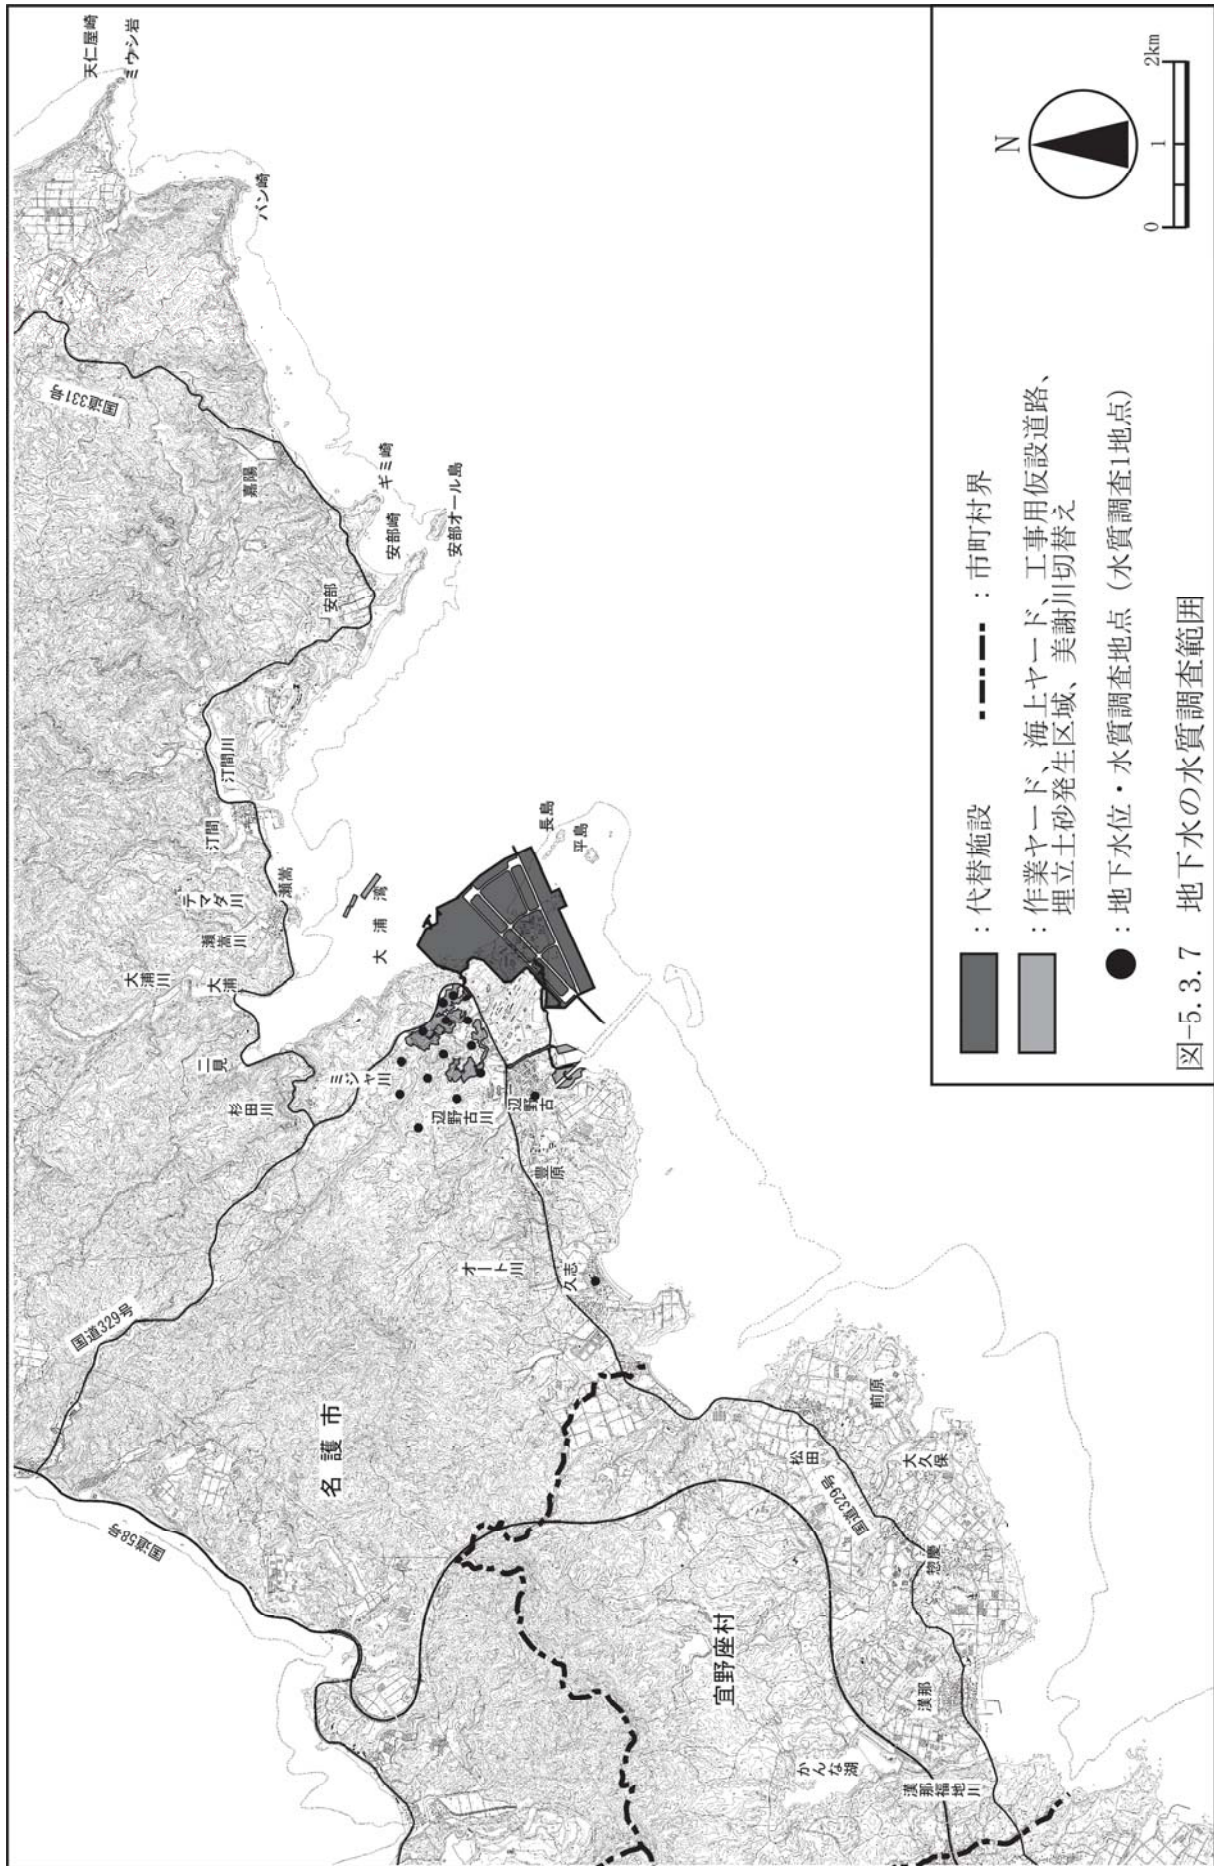 天仁屋崎
ミウシ岩
バン崎
国道331号
嘉陽
ギミ崎
安部崎
安部オール島
安部
汀間川
汀間
テマダ川
瀬嵩
瀬嵩川
大浦川
大浦
大浦湾
長島
平島
二見
杉田川
ミジャ川
辺野古川
辺野古
豊原
オート川
久志
国道329号
名護市
国道58号
前原
松田
大久保
国道329号
惣慶
宜野座村
漢那
かんな湖
漢那福地川
N
0 1 2km
：代替施設 ：市町村界
：作業ヤード、海上ヤード、工事用仮設道路、
埋立土砂発生区域、美謝川切替え
：地下水位・水質調査地点（水質調査1地点）
図-5.3.7 地下水の水質調査範囲